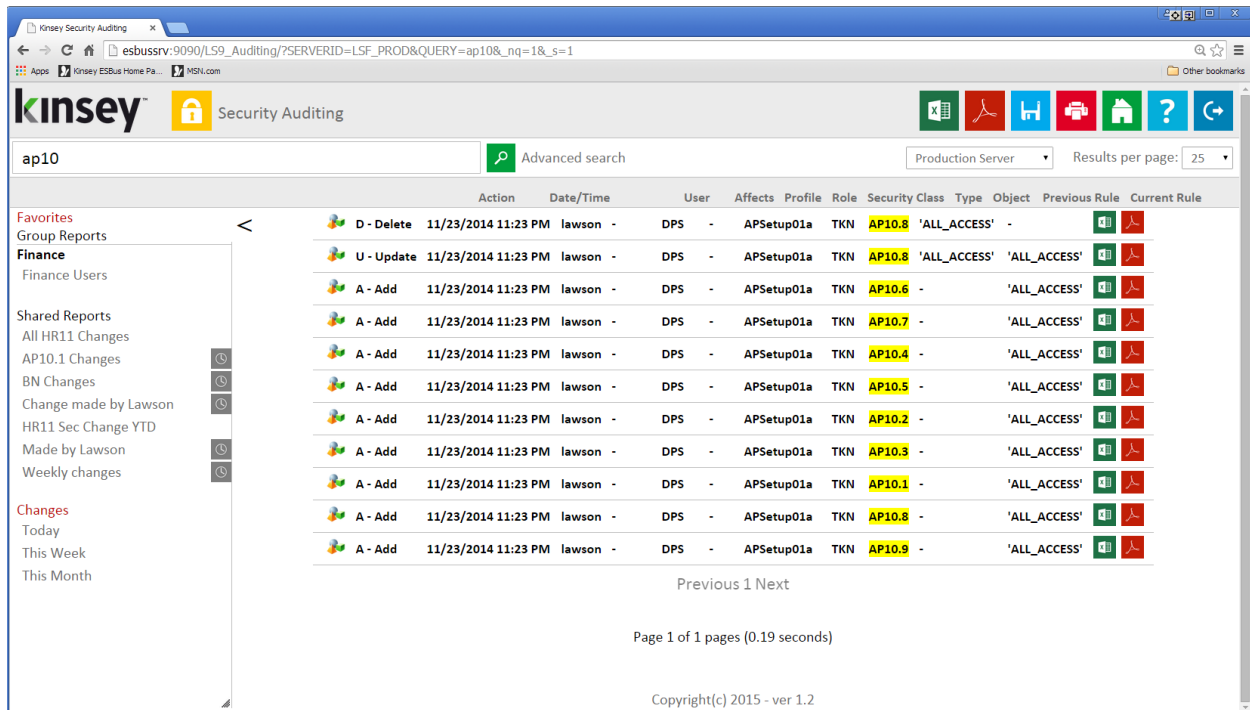 Kinsey Security Auditing
esbussrv:9090/LS9_Auditing/?SERVERID=LSF_PROD&QUERY=ap10&_nq=1&_s=1
Apps Kinsey ESBus Home Pa... MSN.com Other bookmarks
kinsey Security Auditing
ap10 Advanced search Production Server Results per page: 25
Action Date/Time User Affects Profile Role Security Class Type Object Previous Rule Current Rule
Favorites
Group Reports
Finance
Finance Users
Shared Reports
All HR11 Changes
AP10.1 Changes
BN Changes
Change made by Lawson
HR11 Sec Change YTD
Made by Lawson
Weekly changes
Changes
Today
This Week
This Month
<
D - Delete 11/23/2014 11:23 PM lawson - DPS - APSetup01a TKN AP10.8 'ALL_ACCESS' -
U - Update 11/23/2014 11:23 PM lawson - DPS - APSetup01a TKN AP10.8 'ALL_ACCESS' 'ALL_ACCESS'
A - Add 11/23/2014 11:23 PM lawson - DPS - APSetup01a TKN AP10.6 - 'ALL_ACCESS'
A - Add 11/23/2014 11:23 PM lawson - DPS - APSetup01a TKN AP10.7 - 'ALL_ACCESS'
A - Add 11/23/2014 11:23 PM lawson - DPS - APSetup01a TKN AP10.4 - 'ALL_ACCESS'
A - Add 11/23/2014 11:23 PM lawson - DPS - APSetup01a TKN AP10.5 - 'ALL_ACCESS'
A - Add 11/23/2014 11:23 PM lawson - DPS - APSetup01a TKN AP10.2 - 'ALL_ACCESS'
A - Add 11/23/2014 11:23 PM lawson - DPS - APSetup01a TKN AP10.3 - 'ALL_ACCESS'
A - Add 11/23/2014 11:23 PM lawson - DPS - APSetup01a TKN AP10.1 - 'ALL_ACCESS'
A - Add 11/23/2014 11:23 PM lawson - DPS - APSetup01a TKN AP10.8 - 'ALL_ACCESS'
A - Add 11/23/2014 11:23 PM lawson - DPS - APSetup01a TKN AP10.9 - 'ALL_ACCESS'
Previous 1 Next
Page 1 of 1 pages (0.19 seconds)
Copyright(c) 2015 - ver 1.2